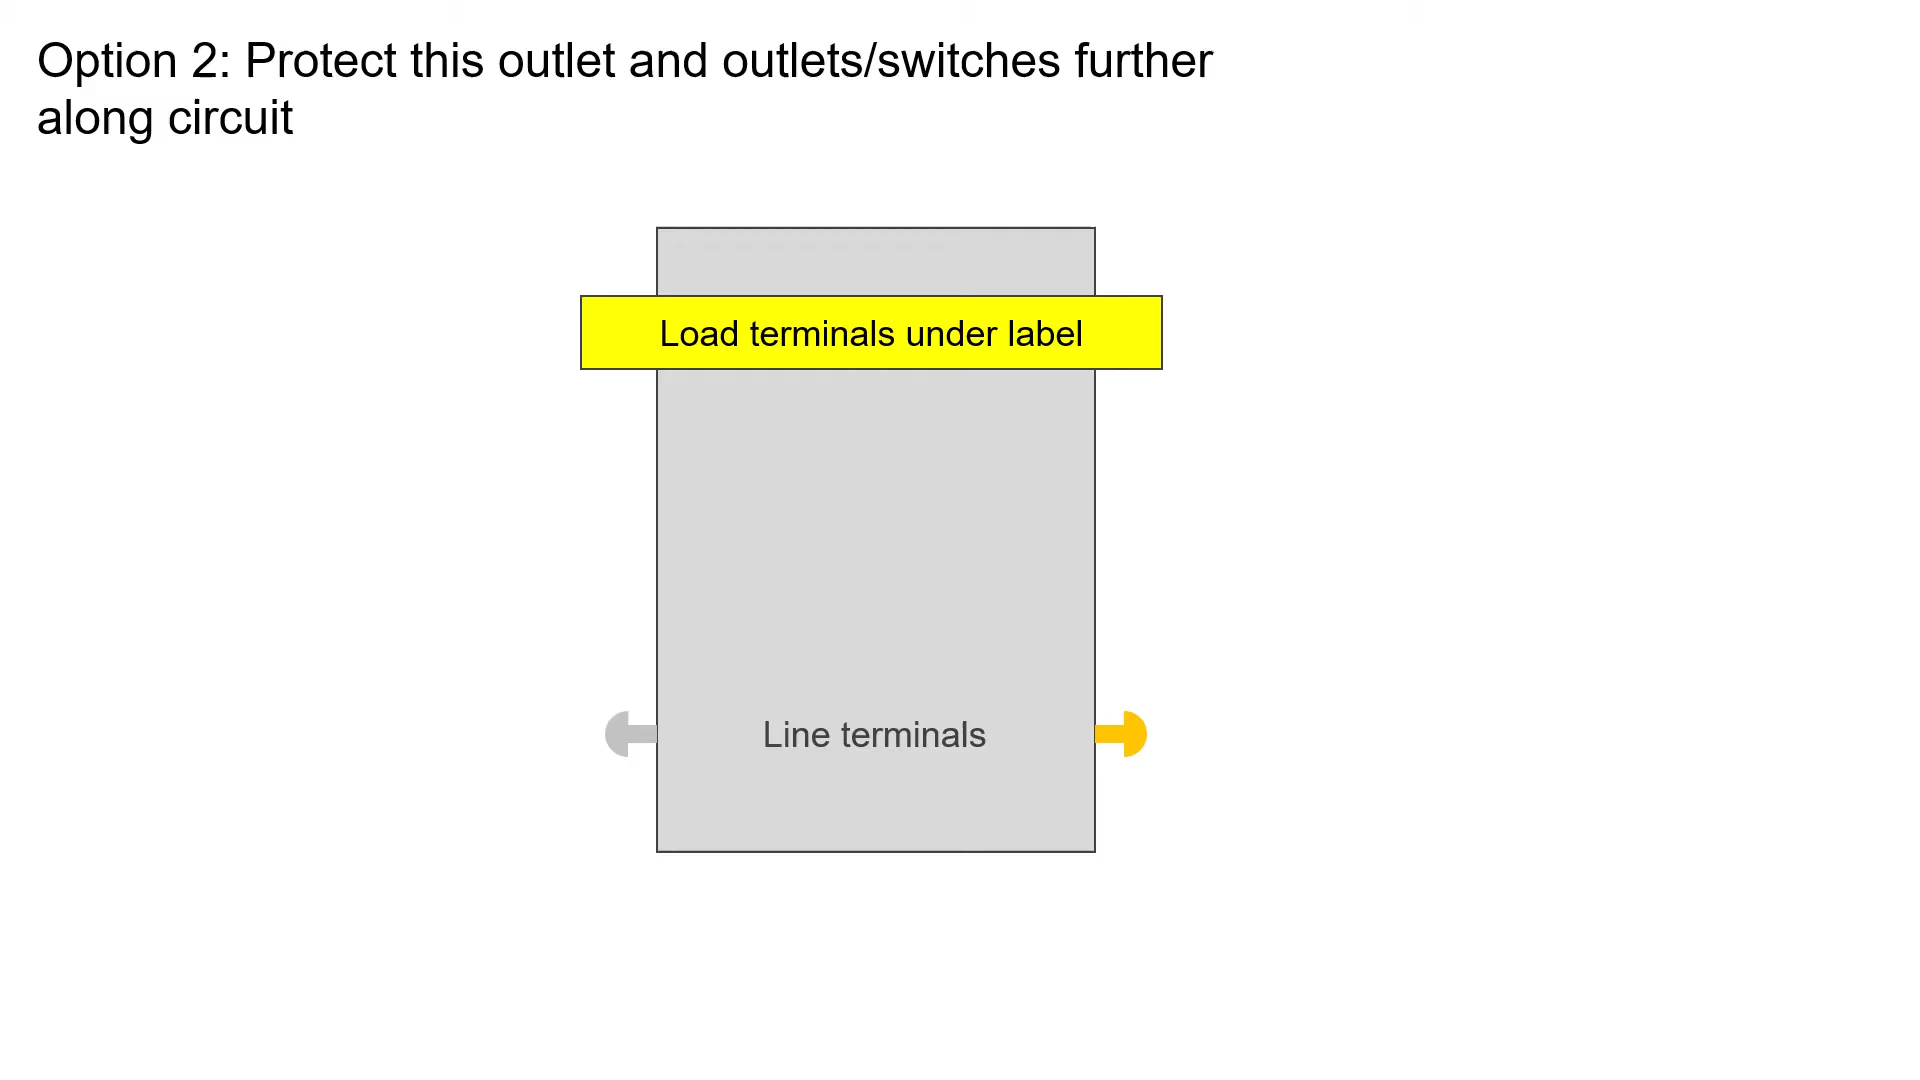 Option 2: Protect this outlet and outlets/switches further
along circuit
Load terminals under label
Line terminals